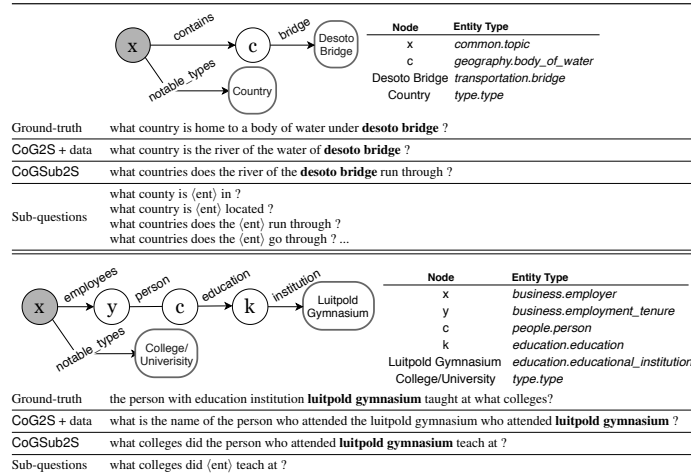 contains
bridge
x
c
Desoto
Bridge
notable_types
Country
Node Entity Type
x common.topic
c geography.body_of_water
Desoto Bridge transportation.bridge
Country type.type
Ground-truth what country is home to a body of water under desoto bridge ?
CoG2S + data what country is the river of the water of desoto bridge ?
CoGSub2S what countries does the river of the desoto bridge run through ?
Sub-questions
what county is ⟨ent⟩ in ?
what country is ⟨ent⟩ located ?
what countries does the ⟨ent⟩ run through ?
what countries does the ⟨ent⟩ go through ? ...
employees
person
education
institution
x
y
c
k
Luitpold
Gymnasium
notable_types
College/
Univerisity
Node Entity Type
x business.employer
y business.employment_tenure
c people.person
k education.education
Luitpold Gymnasium education.educational_institution
College/University type.type
Ground-truth the person with education institution luitpold gymnasium taught at what colleges?
CoG2S + data what is the name of the person who attended the luitpold gymnasium who attended luitpold gymnasium ?
CoGSub2S what colleges did the person who attended luitpold gymnasium teach at ?
Sub-questions what colleges did ⟨ent⟩ teach at ?